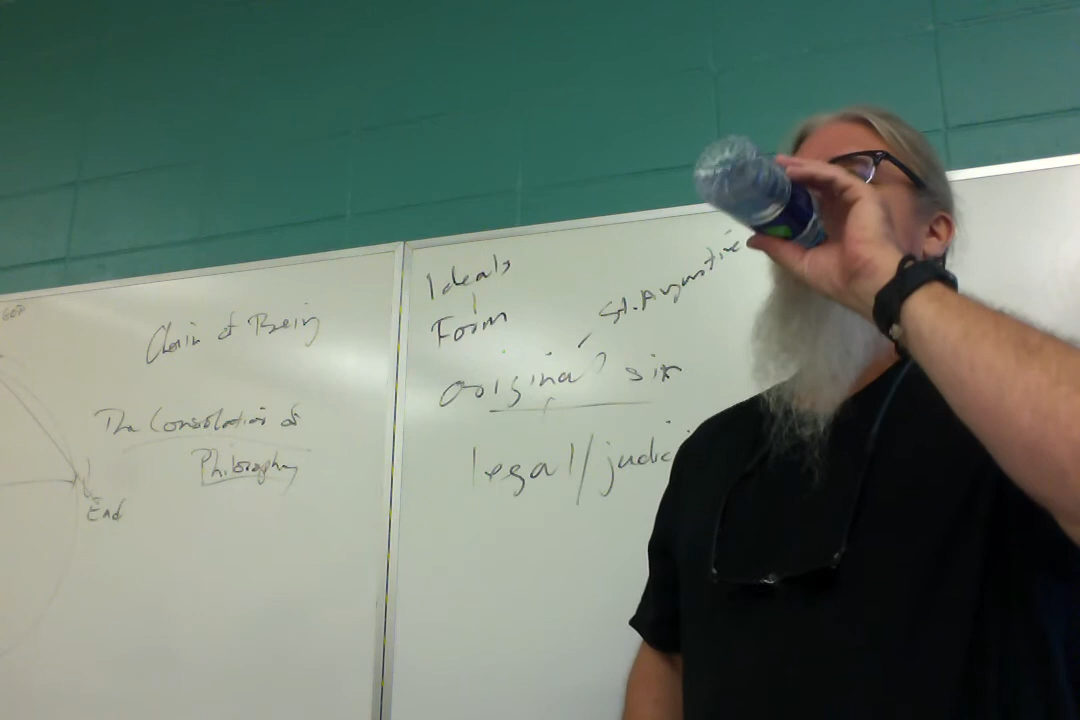 GOD
Chain of Being
The Consolation of
Philosophy
End
Ideals
Form
St. Augustine
original sin
legal/judic